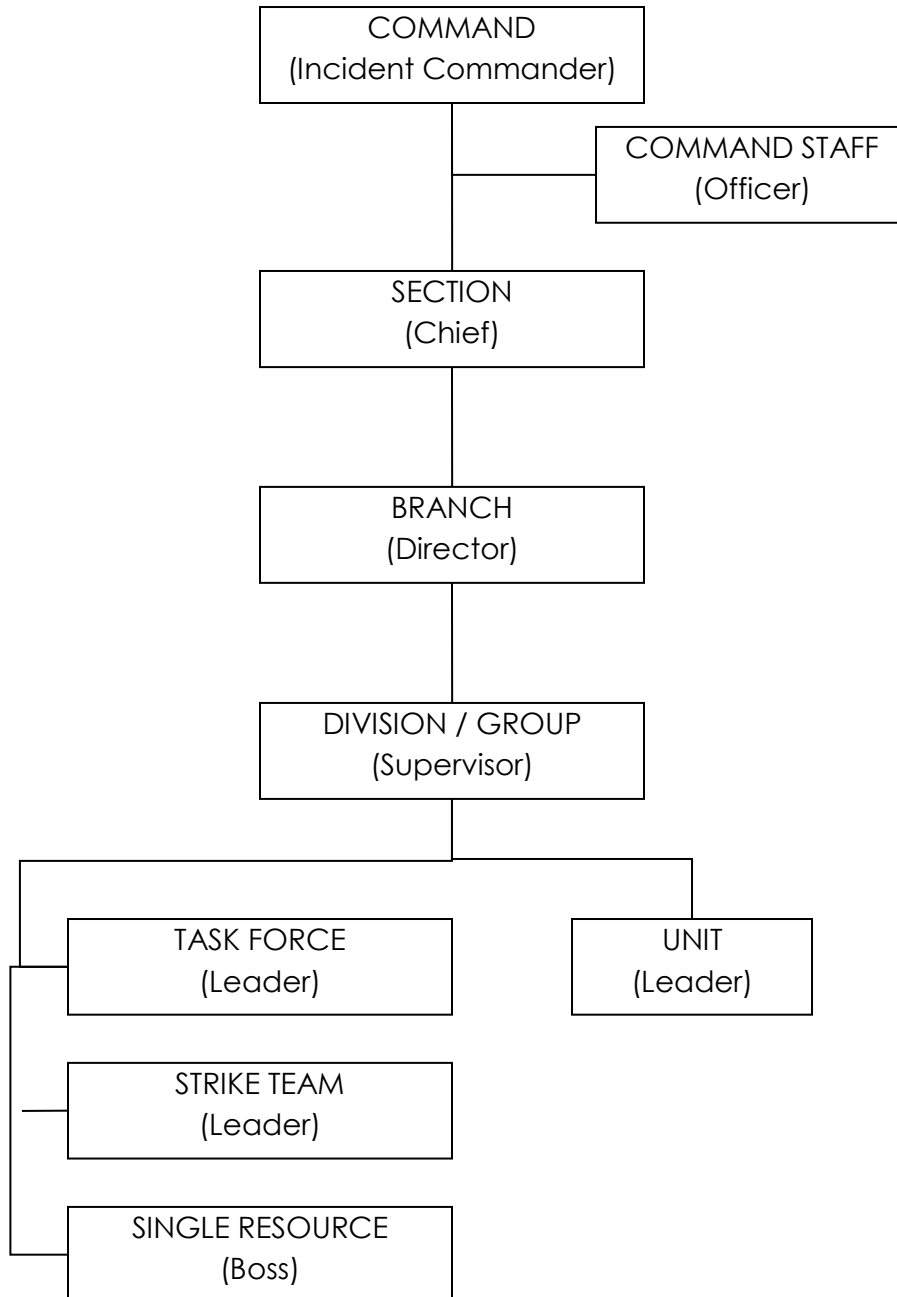 COMMAND
(Incident Commander)
COMMAND STAFF
(Officer)
SECTION
(Chief)
BRANCH
(Director)
DIVISION / GROUP
(Supervisor)
TASK FORCE
(Leader)
UNIT
(Leader)
STRIKE TEAM
(Leader)
SINGLE RESOURCE
(Boss)